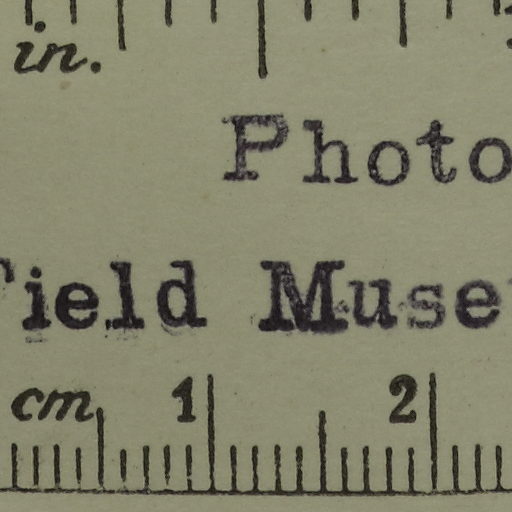 in.
Photo
ield Muse
cm 1 2